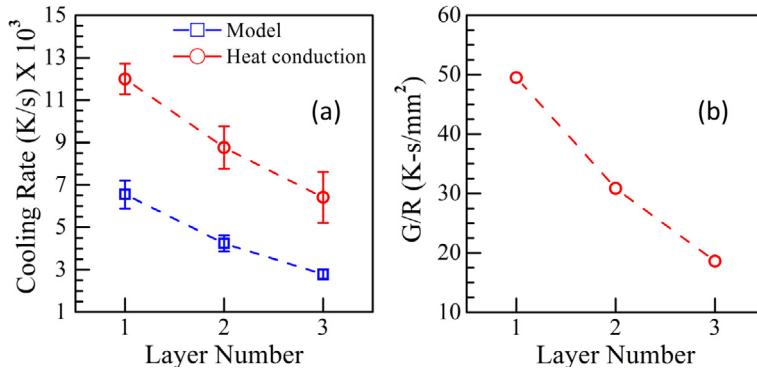 Cooling Rate (K/s) X 10³
15
13
11
9
7
5
3
1
Model
Heat conduction
(a)
1 2 3
Layer Number
G/R (K-s/mm²)
60
50
40
30
20
10
(b)
1 2 3
Layer Number